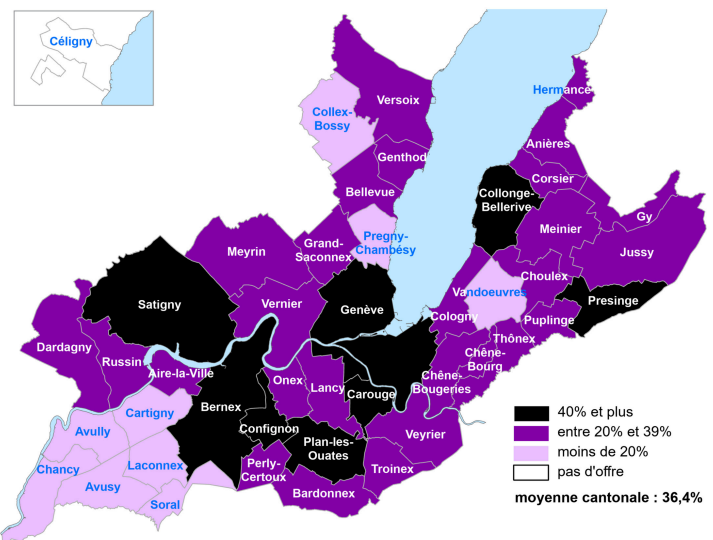 Céligny
Hermance
Versoix
Collex-
Bossy
Anières
Genthod
Corsier
Bellevue
Collonge-
Bellerive
Gy
Meinier
Pregny-
Chambésy
Grand-
Saconnex
Meyrin
Jussy
Choulex
Vandoeuvres
Presinge
Satigny
Vernier
Genève
Cologny
Puplinge
Thônex
Dardagny
Russin
Chêne-
Bourg
Aire-la-Ville
Onex
Lancy
Chêne-
Bougeries
Carouge
Cartigny
Bernex
Avully
Confignon
Veyrier
Plan-les-
Ouates
Chancy
Laconnex
Perly-
Certoux
Troinex
Avusy
Soral
Bardonnex
40% et plus
entre 20% et 39%
moins de 20%
pas d'offre
moyenne cantonale : 36,4%